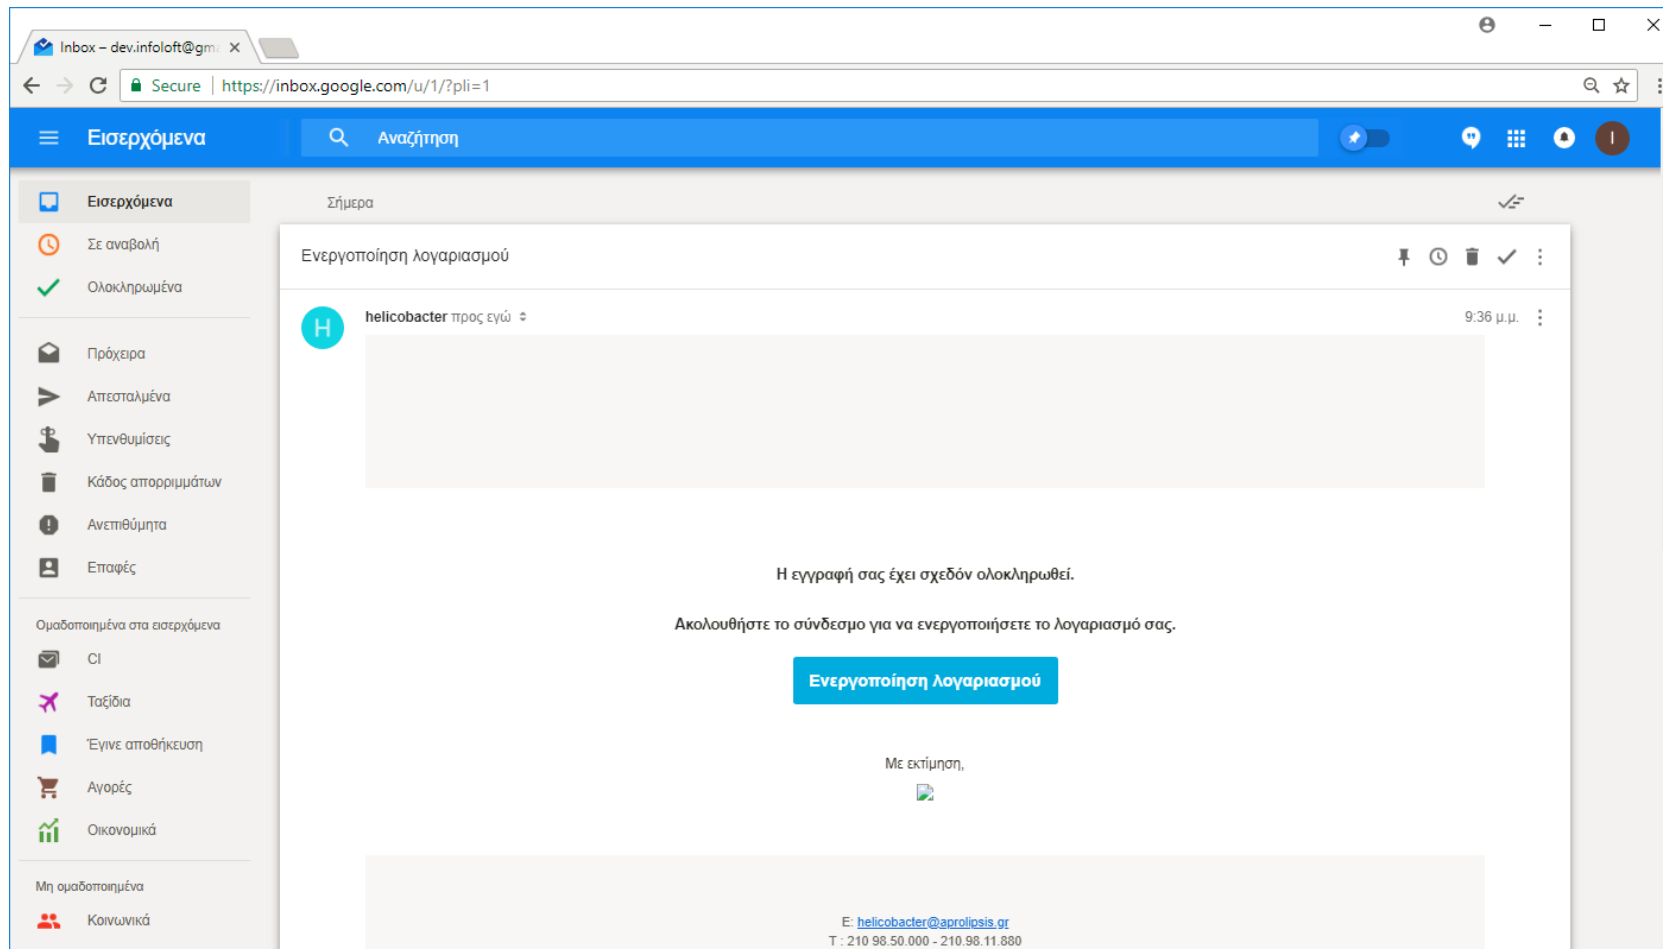 Inbox – dev.infoloft@gm
Secure | https://inbox.google.com/u/1/?pli=1
Εισερχόμενα
Αναζήτηση
I
Εισερχόμενα
Σε αναβολή
Ολοκληρωμένα
Πρόχειρα
Απεσταλμένα
Υπενθυμίσεις
Κάδος απορριμμάτων
Ανεπιθύμητα
Επαφές
Ομαδοποιημένα στα εισερχόμενα
CI
Ταξίδια
Έγινε αποθήκευση
Αγορές
Οικονομικά
Μη ομαδοποιημένα
Κοινωνικά
Σήμερα
Ενεργοποίηση λογαριασμού
H
helicobacter προς εγώ
9:36 μ.μ.
Η εγγραφή σας έχει σχεδόν ολοκληρωθεί.
Ακολουθήστε το σύνδεσμο για να ενεργοποιήσετε το λογαριασμό σας.
Ενεργοποίηση λογαριασμού
Με εκτίμηση,
E: helicobacter@aprolipsis.gr
T : 210 98.50.000 - 210.98.11.880